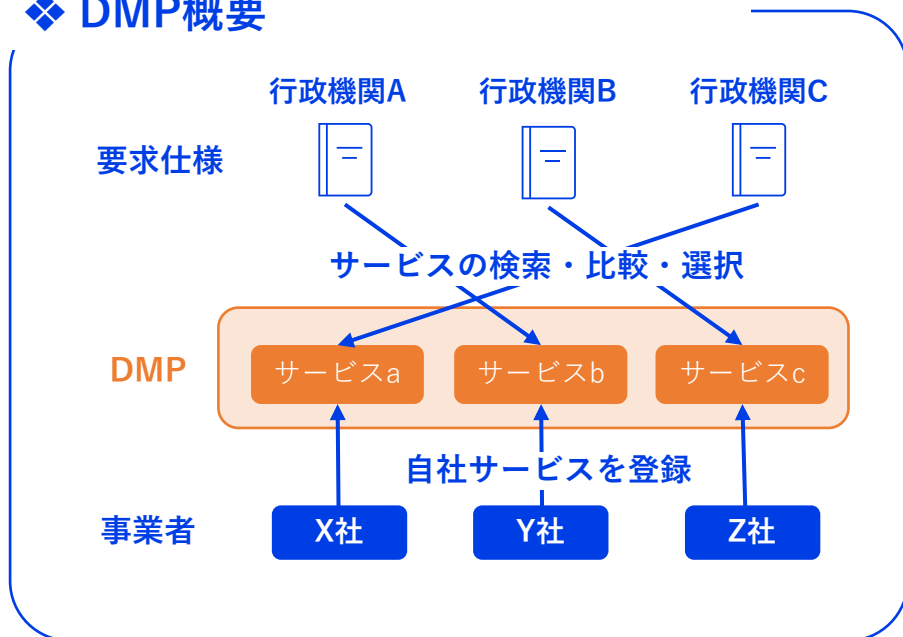 ❖ DMP概要
行政機関A 行政機関B 行政機関C
要求仕様
サービスの検索・比較・選択
DMP サービスa サービスb サービスc
自社サービスを登録
事業者 X社 Y社 Z社